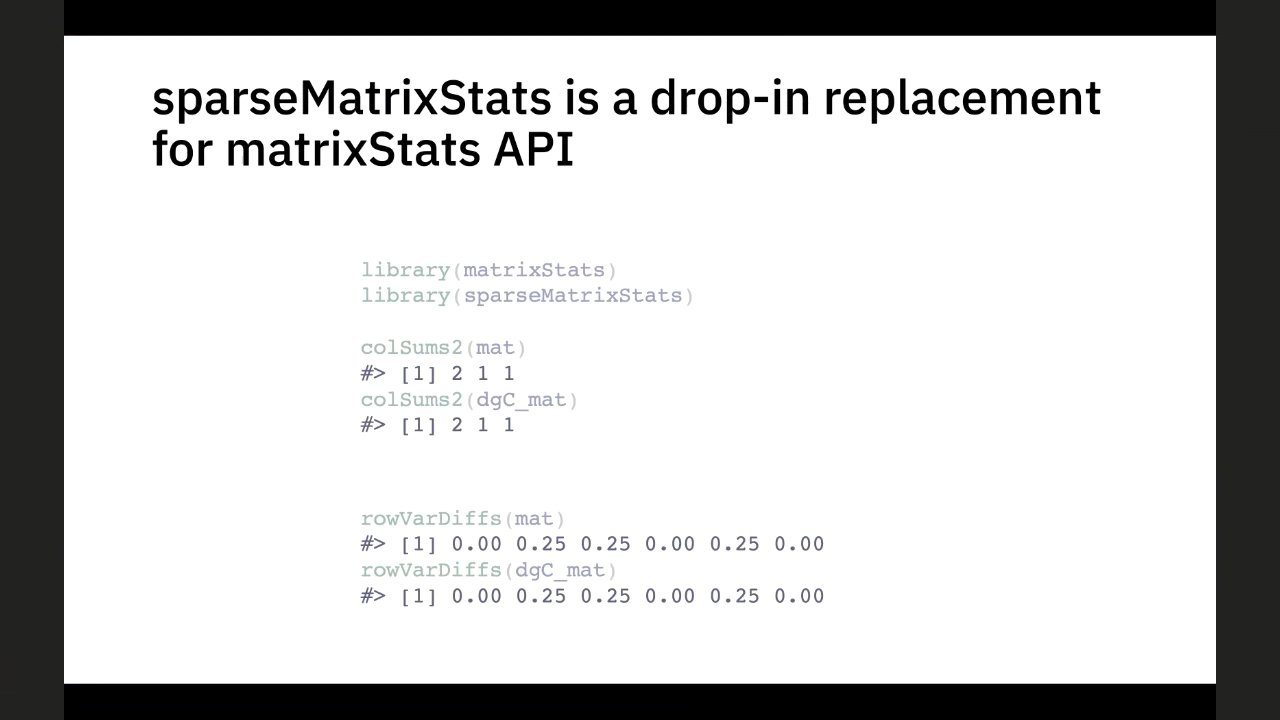 sparseMatrixStats is a drop-in replacement
for matrixStats API
library(matrixStats)
library(sparseMatrixStats)
colSums2(mat)
#> [1] 2 1 1
colSums2(dgC_mat)
#> [1] 2 1 1
rowVarDiffs(mat)
#> [1] 0.00 0.25 0.25 0.00 0.25 0.00
rowVarDiffs(dgC_mat)
#> [1] 0.00 0.25 0.25 0.00 0.25 0.00